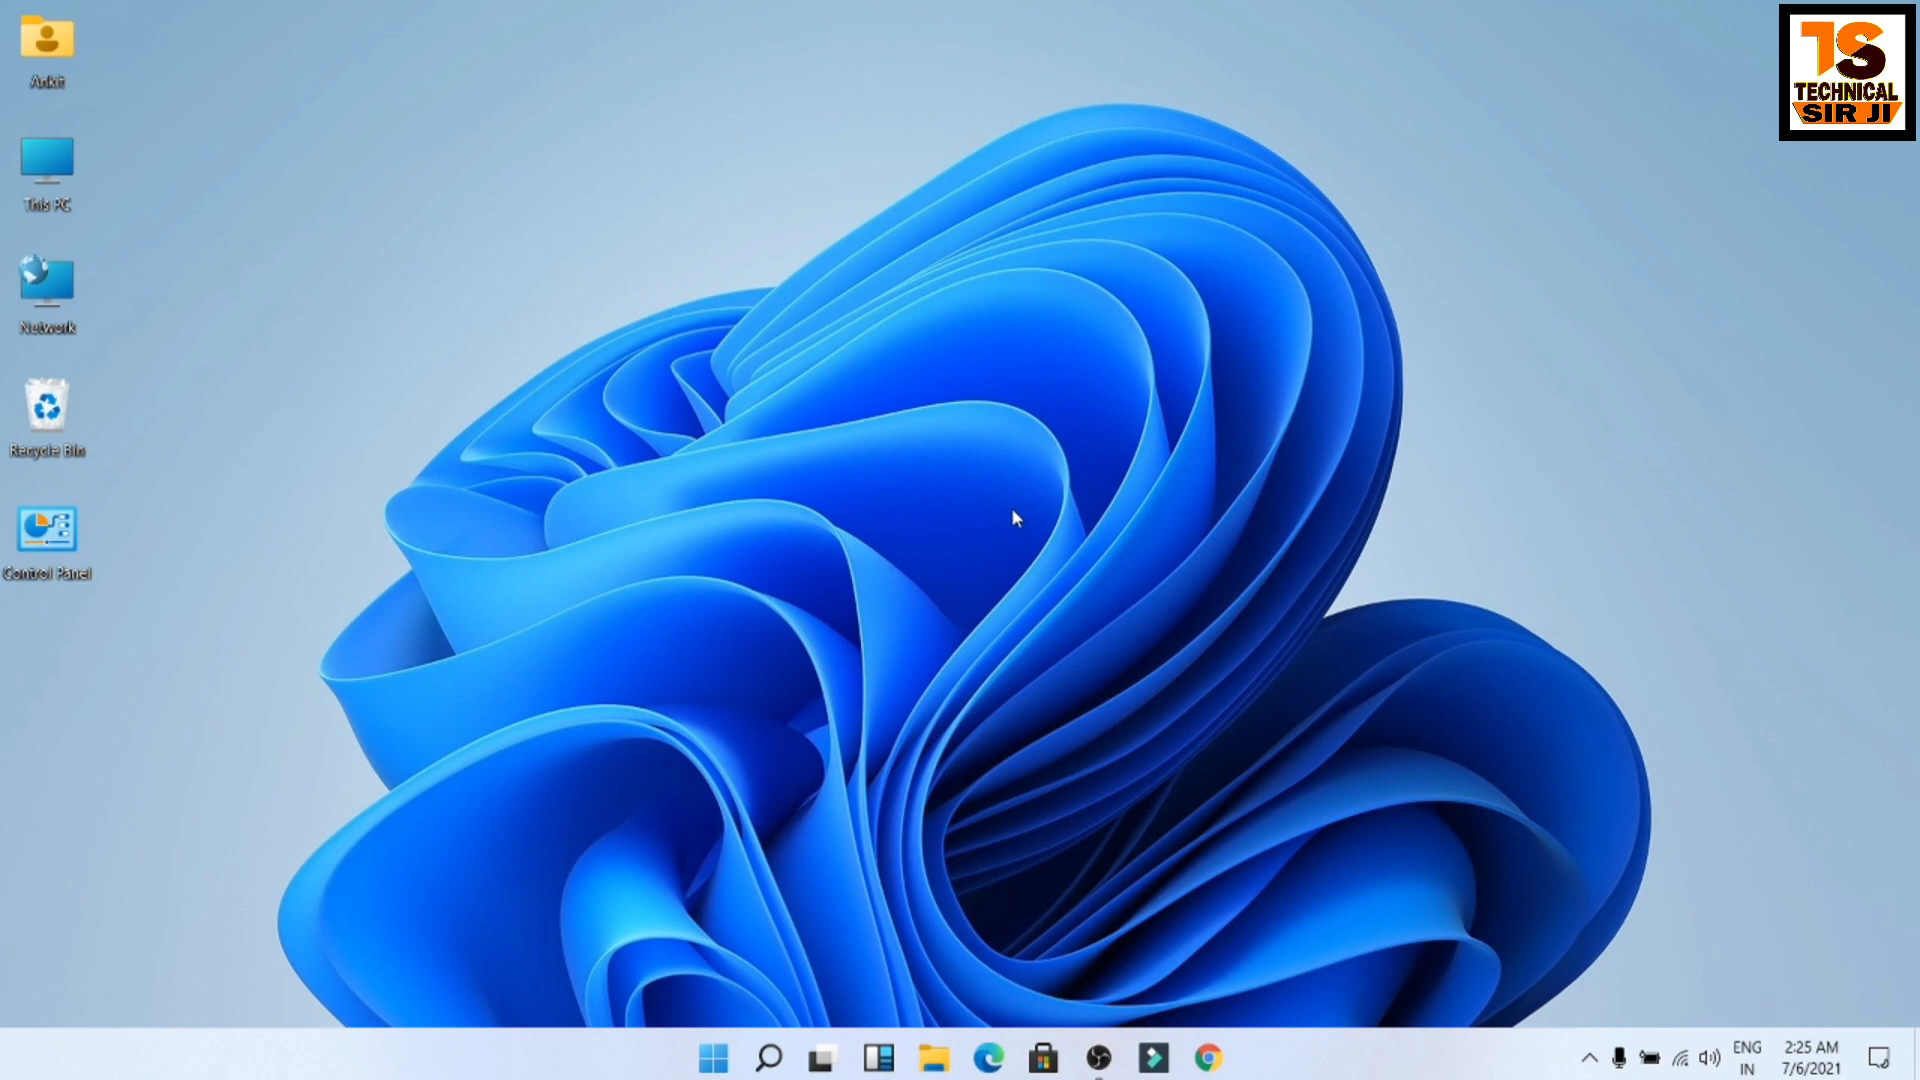 Ankit
This PC
Network
Recycle Bin
Control Panel
TS
TECHNICAL
SIR JI
ENG
IN
2:25 AM
7/6/2021